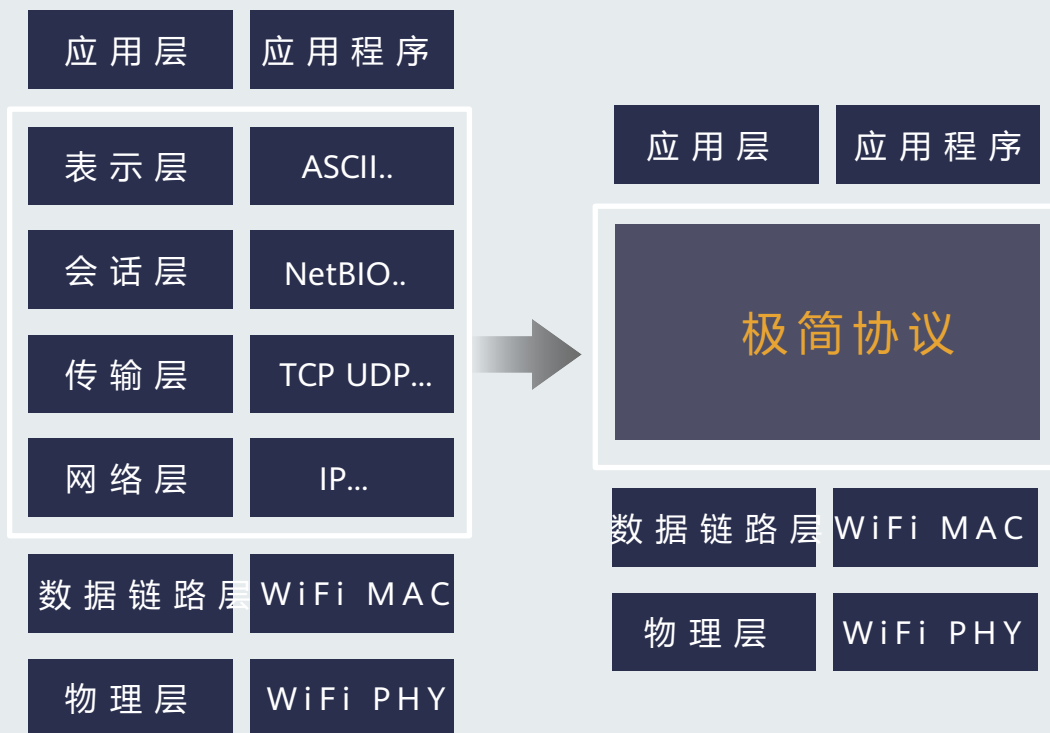 应用层 应用程序
表示层 ASCII..
会话层 NetBIO..
传输层 TCP UDP...
网络层 IP...
数据链路层 WiFi MAC
物理层 WiFi PHY
应用层 应用程序
极简协议
数据链路层 WiFi MAC
物理层 WiFi PHY